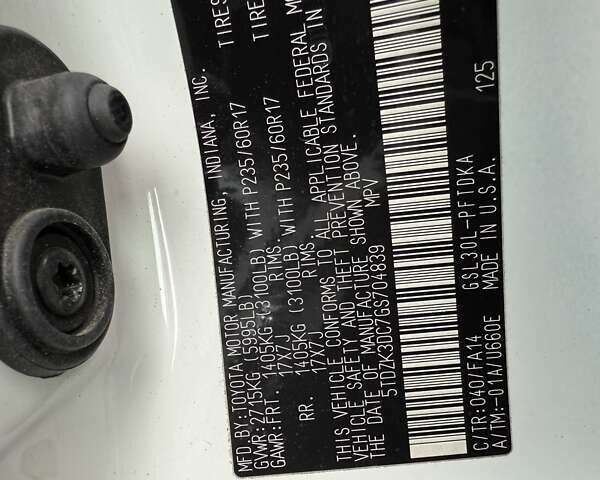 MFD.BY:TOYOTA MOTOR MANUFACTURING, INDIANA, INC.
GVWR:2715KG (5995LB) TIRES
GAWR:FRT. 1405KG (3100LB) WITH P235/60R17
17X7J RIMS, TIRE
RR. 1405KG (3100LB) WITH P235/60R17
17X7J RIMS.
THIS VEHICLE CONFORMS TO ALL APPLICABLE FEDERAL MO
VEHICLE SAFETY AND THEFT PREVENTION STANDARDS IN
THE DATE OF MANUFACTURE SHOWN ABOVE.
5TDZK3DC7GS704839 MPV
GSL30L-PFTDKA 125
C/TR:040/FA14 MADE IN U.S.A.
A/TM:-01A/U660E